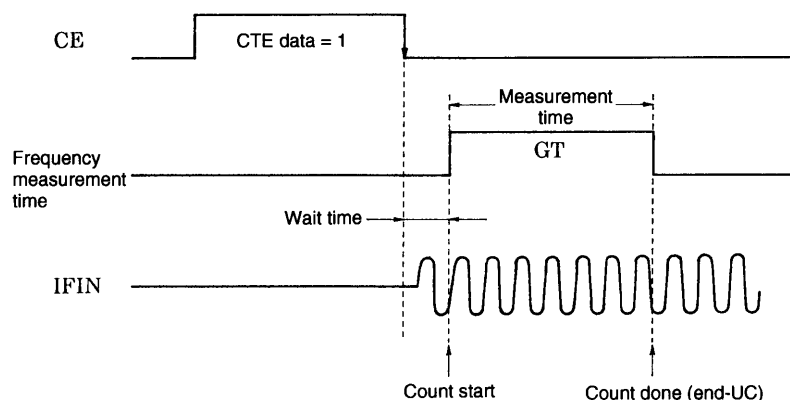 CE
CTE data = 1
Measurement
time
GT
Frequency
measurement
time
Wait time
IFIN
Count start
Count done (end-UC)